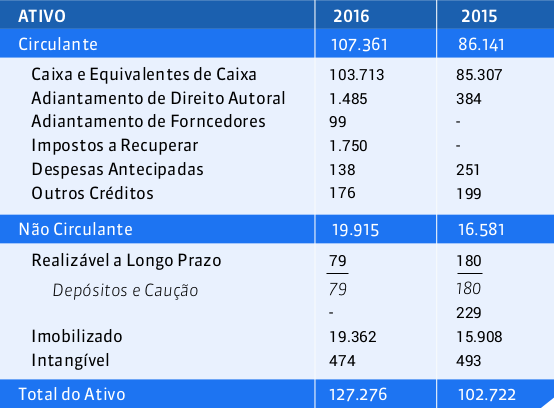 ATIVO 2016 2015
Circulante 107.361 86.141
Caixa e Equivalentes de Caixa 103.713 85.307
Adiantamento de Direito Autoral 1.485 384
Adiantamento de Forncedores 99 -
Impostos a Recuperar 1.750 -
Despesas Antecipadas 138 251
Outros Créditos 176 199
Não Circulante 19.915 16.581
Realizável a Longo Prazo 79 180
Depósitos e Caução 79 180
- 229
Imobilizado 19.362 15.908
Intangível 474 493
Total do Ativo 127.276 102.722